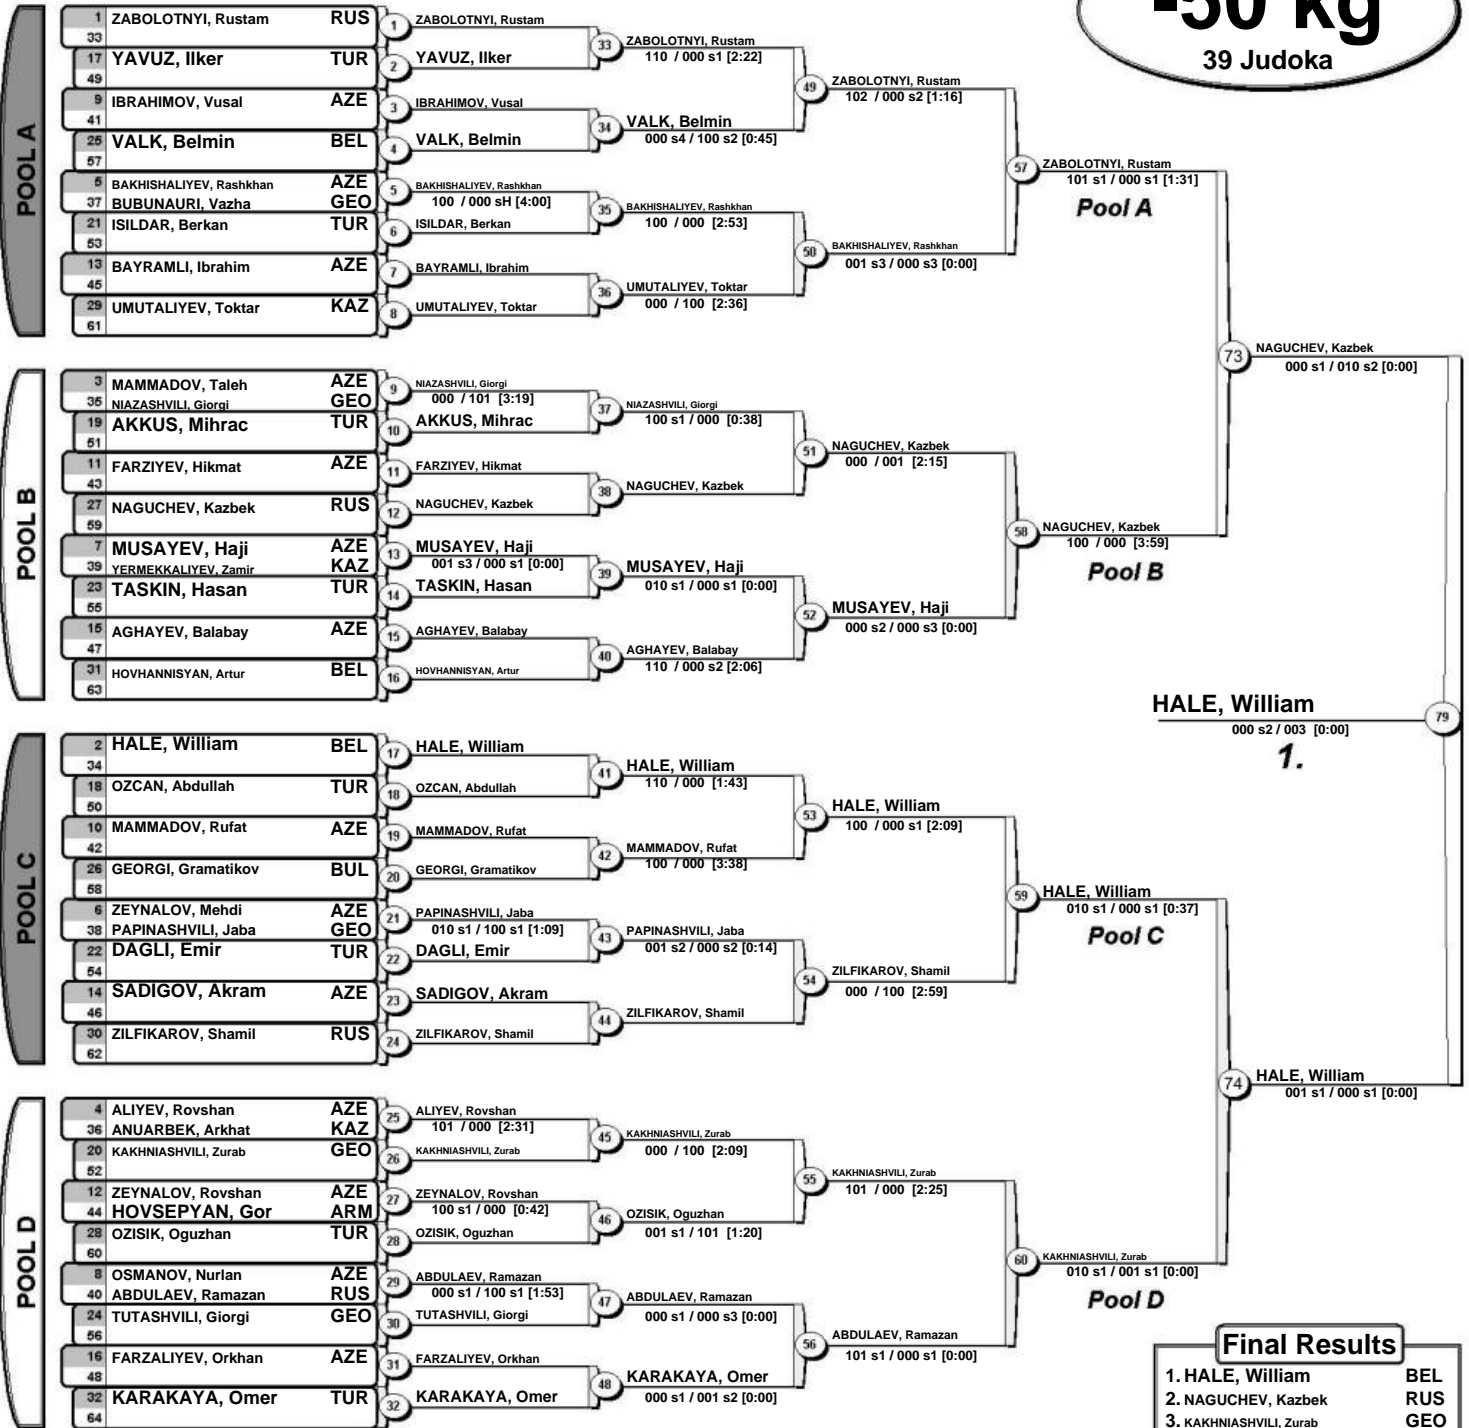 -50 kg
39 Judoka
POOL A
1 ZABOLOTNYI, Rustam RUS
33
17 YAVUZ, Ilker TUR
49
9 IBRAHIMOV, Vusal AZE
41
25 VALK, Belmin BEL
57
5 BAKHISHALIYEV, Rashkhan AZE
37 BUBUNAURI, Vazha GEO
21 ISILDAR, Berkan TUR
53
13 BAYRAMLI, Ibrahim AZE
45
29 UMUTALIYEV, Toktar KAZ
61
1 ZABOLOTNYI, Rustam
2 YAVUZ, Ilker
3 IBRAHIMOV, Vusal
4 VALK, Belmin
5 BAKHISHALIYEV, Rashkhan
100 / 000 sH [4:00]
6 ISILDAR, Berkan
7 BAYRAMLI, Ibrahim
8 UMUTALIYEV, Toktar
33 ZABOLOTNYI, Rustam
110 / 000 s1 [2:22]
34 VALK, Belmin
000 s4 / 100 s2 [0:45]
35 BAKHISHALIYEV, Rashkhan
100 / 000 [2:53]
36 UMUTALIYEV, Toktar
000 / 100 [2:36]
49 ZABOLOTNYI, Rustam
102 / 000 s2 [1:16]
50 BAKHISHALIYEV, Rashkhan
001 s3 / 000 s3 [0:00]
57 ZABOLOTNYI, Rustam
101 s1 / 000 s1 [1:31]
Pool A
POOL B
3 MAMMADOV, Taleh AZE
35 NIAZASHVILI, Giorgi GEO
19 AKKUS, Mihrac TUR
51
11 FARZIYEV, Hikmat AZE
43
27 NAGUCHEV, Kazbek RUS
59
7 MUSAYEV, Haji AZE
39 YERMEKKALIYEV, Zamir KAZ
23 TASKIN, Hasan TUR
55
15 AGHAYEV, Balabay AZE
47
31 HOVHANNISYAN, Artur BEL
63
9 NIAZASHVILI, Giorgi
000 / 101 [3:19]
10 AKKUS, Mihrac
11 FARZIYEV, Hikmat
12 NAGUCHEV, Kazbek
13 MUSAYEV, Haji
001 s3 / 000 s1 [0:00]
14 TASKIN, Hasan
15 AGHAYEV, Balabay
16 HOVHANNISYAN, Artur
37 NIAZASHVILI, Giorgi
100 s1 / 000 [0:38]
38 NAGUCHEV, Kazbek
39 MUSAYEV, Haji
010 s1 / 000 s1 [0:00]
40 AGHAYEV, Balabay
110 / 000 s2 [2:06]
51 NAGUCHEV, Kazbek
000 / 001 [2:15]
52 MUSAYEV, Haji
000 s2 / 000 s3 [0:00]
58 NAGUCHEV, Kazbek
100 / 000 [3:59]
Pool B
73 NAGUCHEV, Kazbek
000 s1 / 010 s2 [0:00]
HALE, William 79
000 s2 / 003 [0:00]
1.
POOL C
2 HALE, William BEL
34
18 OZCAN, Abdullah TUR
50
10 MAMMADOV, Rufat AZE
42
26 GEORGI, Gramatikov BUL
58
6 ZEYNALOV, Mehdi AZE
38 PAPINASHVILI, Jaba GEO
22 DAGLI, Emir TUR
54
14 SADIGOV, Akram AZE
46
30 ZILFIKAROV, Shamil RUS
62
17 HALE, William
18 OZCAN, Abdullah
19 MAMMADOV, Rufat
20 GEORGI, Gramatikov
21 PAPINASHVILI, Jaba
010 s1 / 100 s1 [1:09]
22 DAGLI, Emir
23 SADIGOV, Akram
24 ZILFIKAROV, Shamil
41 HALE, William
110 / 000 [1:43]
42 MAMMADOV, Rufat
100 / 000 [3:38]
43 PAPINASHVILI, Jaba
001 s2 / 000 s2 [0:14]
44 ZILFIKAROV, Shamil
53 HALE, William
100 / 000 s1 [2:09]
54 ZILFIKAROV, Shamil
000 / 100 [2:59]
59 HALE, William
010 s1 / 000 s1 [0:37]
Pool C
POOL D
4 ALIYEV, Rovshan AZE
36 ANUARBEK, Arkhat KAZ
20 KAKHNIASHVILI, Zurab GEO
52
12 ZEYNALOV, Rovshan AZE
44 HOVSEPYAN, Gor ARM
28 OZISIK, Oguzhan TUR
60
8 OSMANOV, Nurlan AZE
40 ABDULAEV, Ramazan RUS
24 TUTASHVILI, Giorgi GEO
56
16 FARZALIYEV, Orkhan AZE
48
32 KARAKAYA, Omer TUR
64
25 ALIYEV, Rovshan
101 / 000 [2:31]
26 KAKHNIASHVILI, Zurab
27 ZEYNALOV, Rovshan
100 s1 / 000 [0:42]
28 OZISIK, Oguzhan
29 ABDULAEV, Ramazan
000 s1 / 100 s1 [1:53]
30 TUTASHVILI, Giorgi
31 FARZALIYEV, Orkhan
32 KARAKAYA, Omer
45 KAKHNIASHVILI, Zurab
000 / 100 [2:09]
46 OZISIK, Oguzhan
001 s1 / 101 [1:20]
47 ABDULAEV, Ramazan
000 s1 / 000 s3 [0:00]
48 KARAKAYA, Omer
000 s1 / 001 s2 [0:00]
55 KAKHNIASHVILI, Zurab
101 / 000 [2:25]
56 ABDULAEV, Ramazan
101 s1 / 000 s1 [0:00]
60 KAKHNIASHVILI, Zurab
010 s1 / 001 s1 [0:00]
Pool D
74 HALE, William
001 s1 / 000 s1 [0:00]
Final Results
1. HALE, William BEL
2. NAGUCHEV, Kazbek RUS
3. KAKHNIASHVILI, Zurab GEO